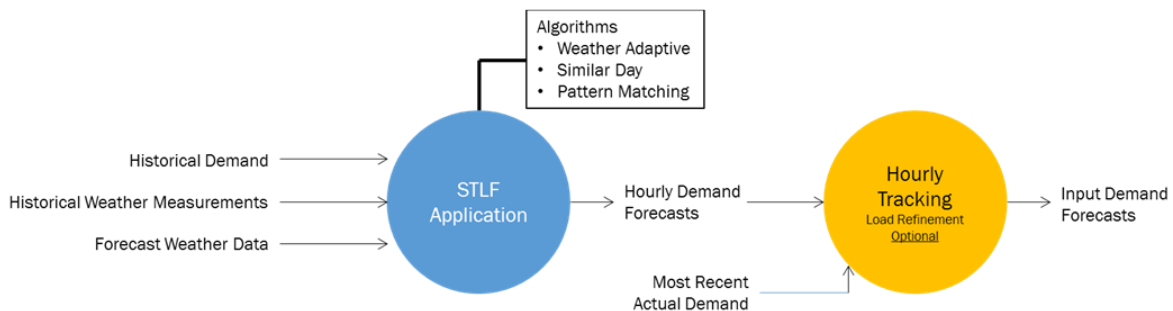 Algorithms
• Weather Adaptive
• Similar Day
• Pattern Matching
Historical Demand
Historical Weather Measurements
Forecast Weather Data
STLF
Application
Hourly Demand
Forecasts
Hourly
Tracking
Load Refinement
Optional
Input Demand
Forecasts
Most Recent
Actual Demand